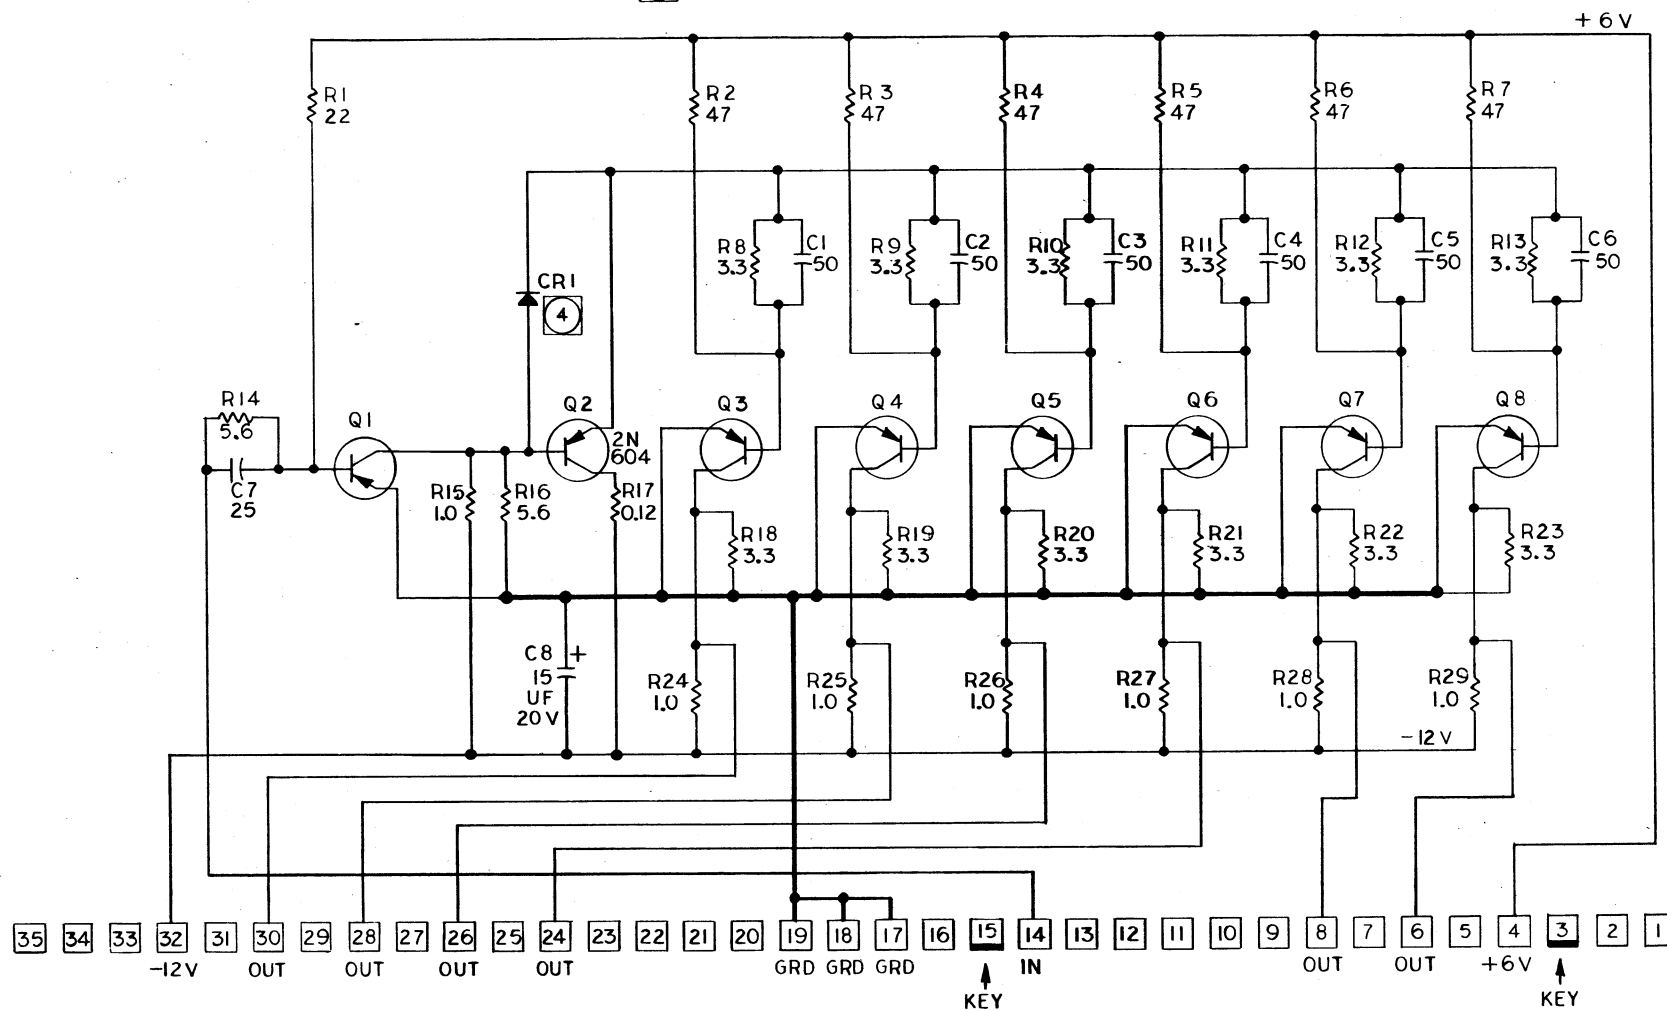 +6V
R1
22
R2
47
R3
47
R4
47
R5
47
R6
47
R7
47
R8
3.3
C1
50
R9
3.3
C2
50
R10
3.3
C3
50
R11
3.3
C4
50
R12
3.3
C5
50
R13
3.3
C6
50
CR1
4
R14
5.6
C7
25
Q1
Q2
2N
604
Q3
Q4
Q5
Q6
Q7
Q8
R15
1.0
R16
5.6
R17
0.12
R18
3.3
R19
3.3
R20
3.3
R21
3.3
R22
3.3
R23
3.3
C8 +
15
UF
20V
R24
1.0
R25
1.0
R26
1.0
R27
1.0
R28
1.0
R29
1.0
-12V
35 34 33 32 31 30 29 28 27 26 25 24 23 22 21 20 19 18 17 16 15 14 13 12 11 10 9 8 7 6 5 4 3 2 1
-12V OUT OUT OUT OUT GRD GRD GRD IN OUT OUT +6V
KEY KEY